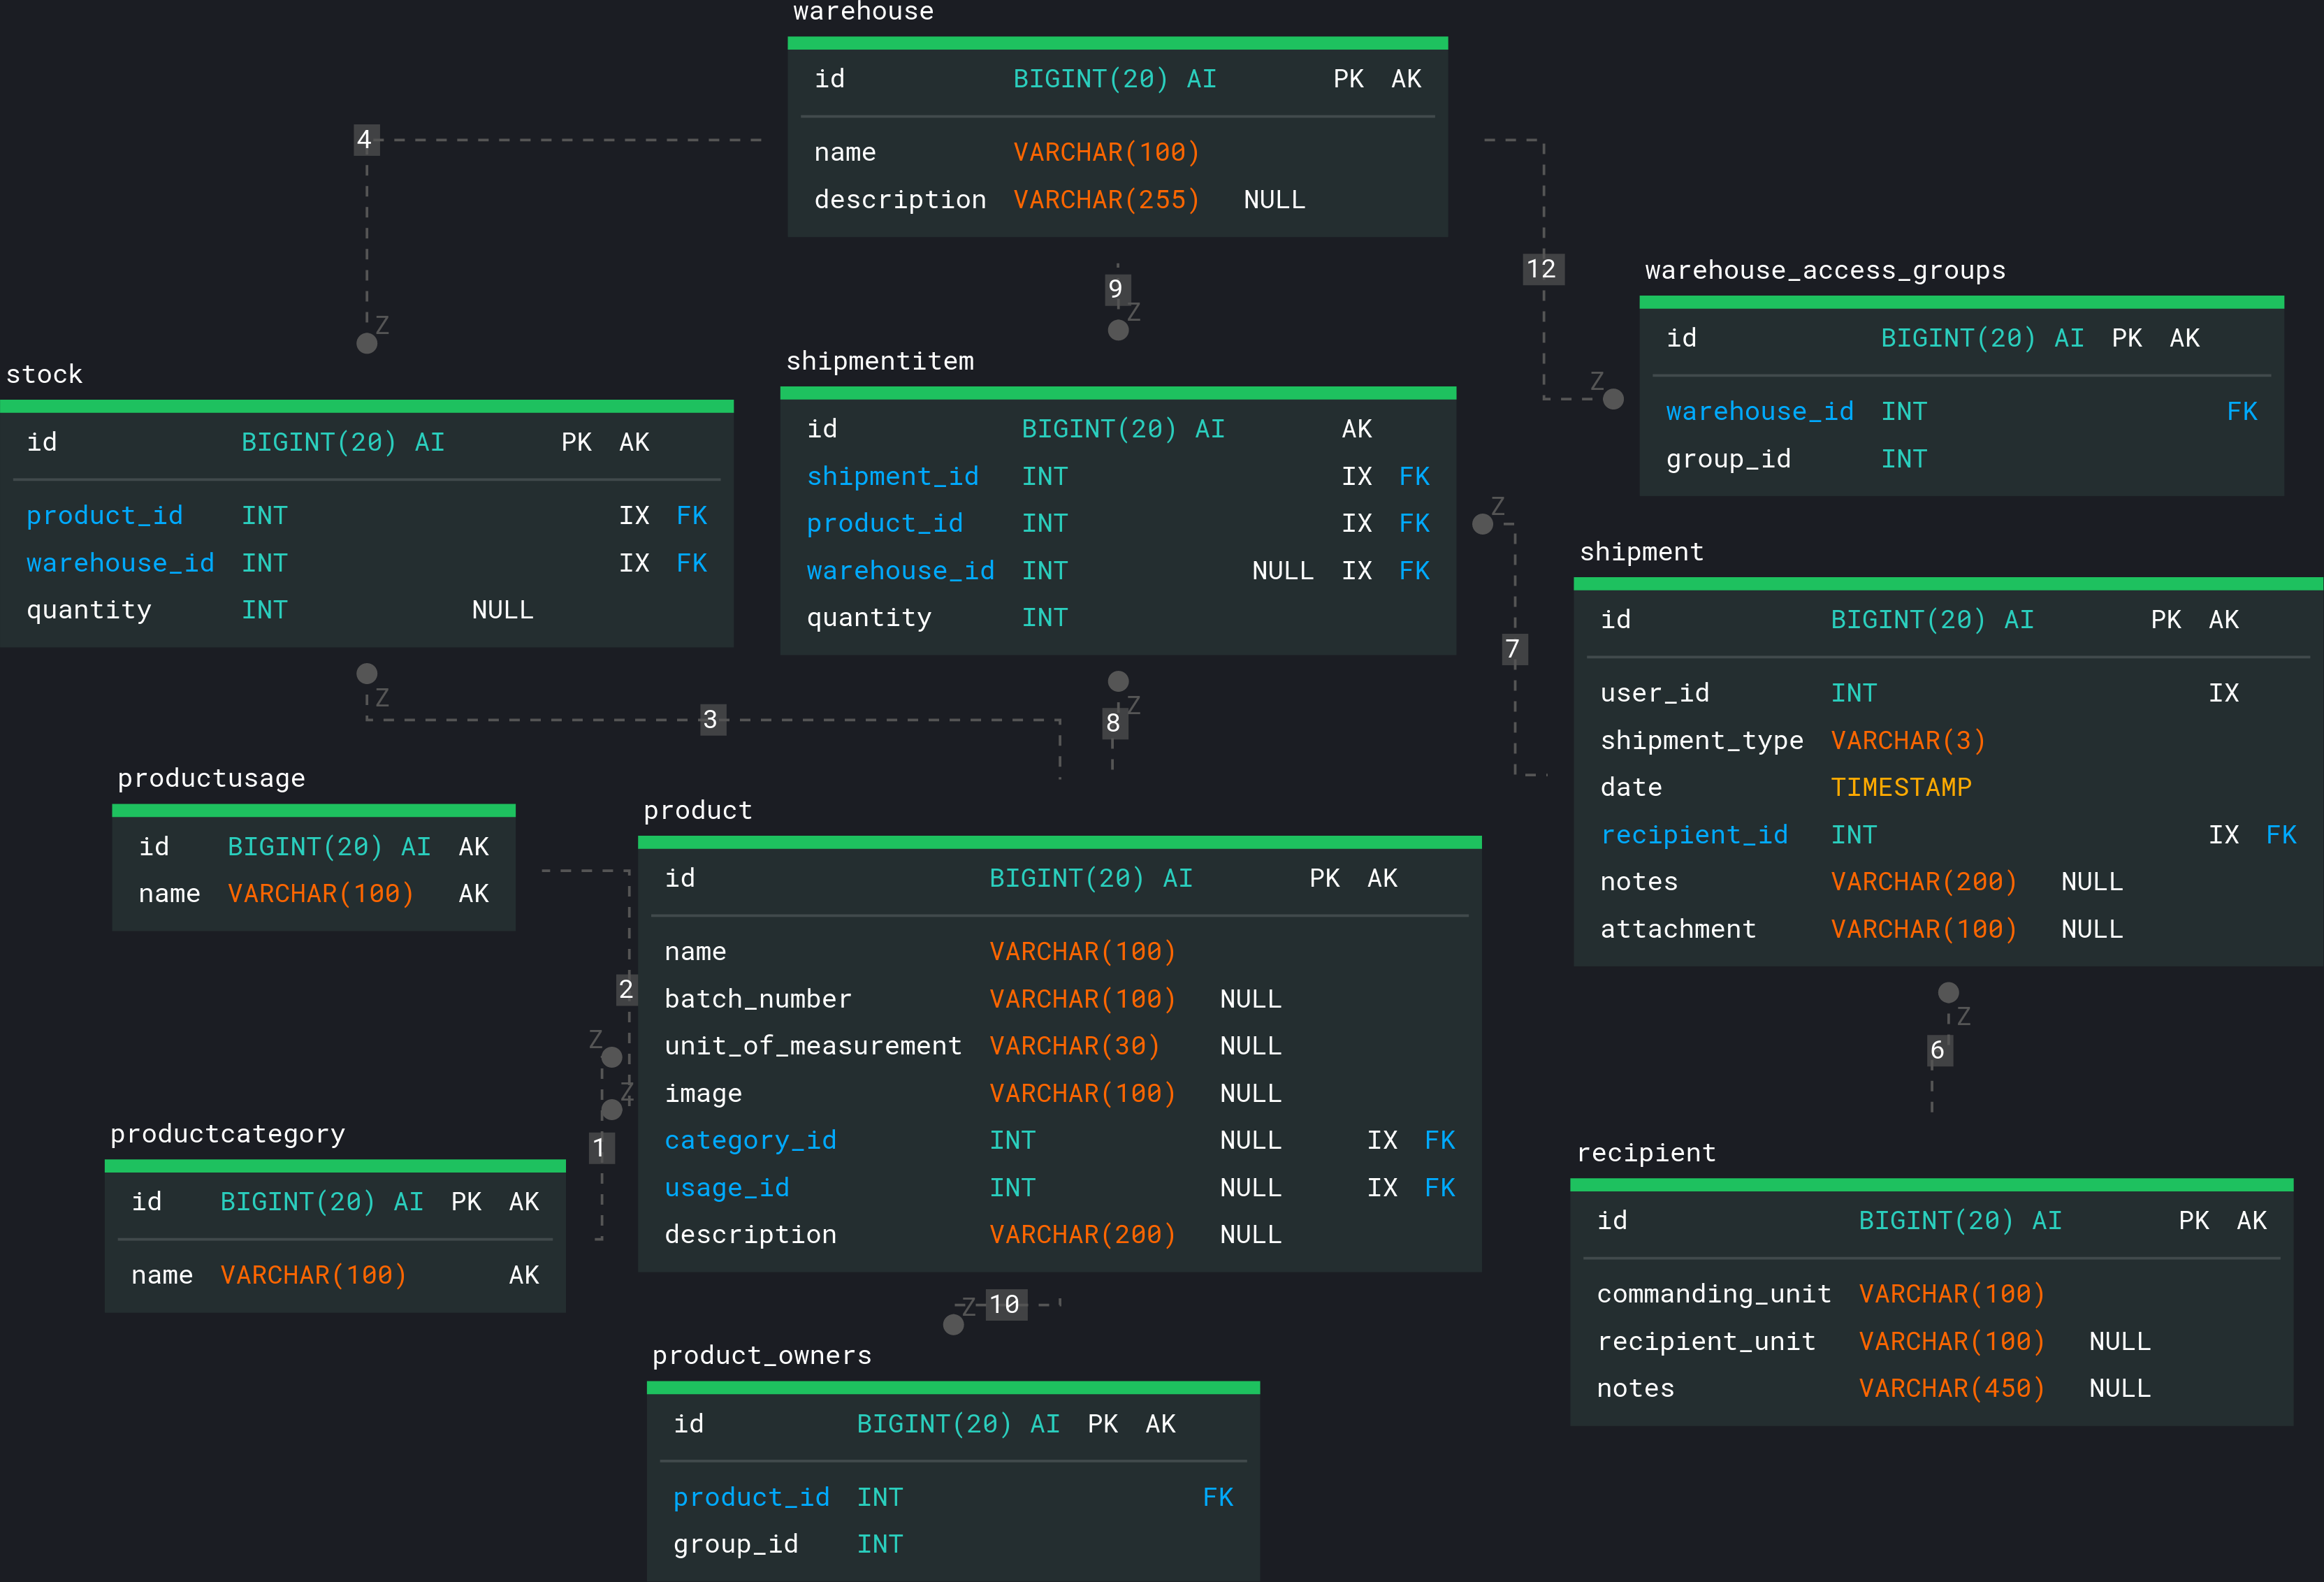 warehouse
id BIGINT(20) AI PK AK
name VARCHAR(100)
description VARCHAR(255) NULL
4
9
Z
12
Z
Z
warehouse_access_groups
id BIGINT(20) AI PK AK
warehouse_id INT FK
group_id INT
stock
id BIGINT(20) AI PK AK
product_id INT IX FK
warehouse_id INT IX FK
quantity INT NULL
shipmentitem
id BIGINT(20) AI AK
shipment_id INT IX FK
product_id INT IX FK
warehouse_id INT NULL IX FK
quantity INT
Z
7
shipment
id BIGINT(20) AI PK AK
user_id INT IX
shipment_type VARCHAR(3)
date TIMESTAMP
recipient_id INT IX FK
notes VARCHAR(200) NULL
attachment VARCHAR(100) NULL
Z
3
Z
8
productusage
id BIGINT(20) AI AK
name VARCHAR(100) AK
product
id BIGINT(20) AI PK AK
name VARCHAR(100)
batch_number VARCHAR(100) NULL
unit_of_measurement VARCHAR(30) NULL
image VARCHAR(100) NULL
category_id INT NULL IX FK
usage_id INT NULL IX FK
description VARCHAR(200) NULL
2
Z
Z
1
Z
6
productcategory
id BIGINT(20) AI PK AK
name VARCHAR(100) AK
recipient
id BIGINT(20) AI PK AK
commanding_unit VARCHAR(100)
recipient_unit VARCHAR(100) NULL
notes VARCHAR(450) NULL
Z
10
product_owners
id BIGINT(20) AI PK AK
product_id INT FK
group_id INT